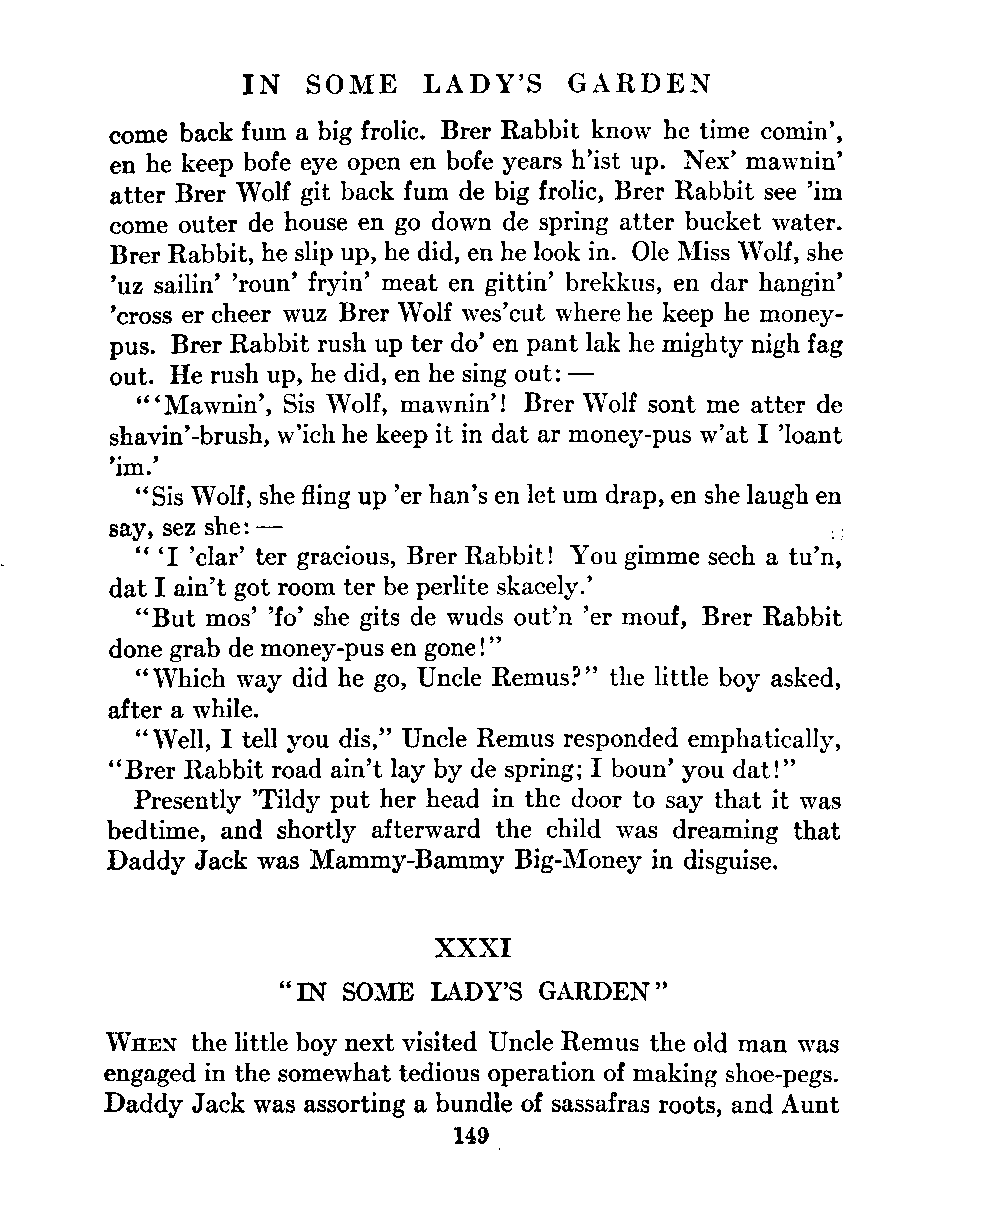 IN SOME LADY'S GARDEN
come back fum a big frolic. Brer Rabbit know he time comin',
en he keep bofe eye open en bofe years h'ist up. Nex' mawnin'
atter Brer Wolf git back fum de big frolic, Brer Rabbit see 'im
come outer de house en go down de spring atter bucket water.
Brer Rabbit, he slip up, he did, en he look in. Ole Miss Wolf, she
'uz sailin' 'roun' fryin' meat en gittin' brekkus, en dar hangin'
'cross er cheer wuz Brer Wolf wes'cut where he keep he money-
pus. Brer Rabbit rush up ter do' en pant lak he mighty nigh fag
out. He rush up, he did, en he sing out: —
"'Mawnin', Sis Wolf, mawnin'! Brer Wolf sont me atter de
shavin'-brush, w'ich he keep it in dat ar money-pus w'at I 'loant
'im.'
"Sis Wolf, she fling up 'er han's en let um drap, en she laugh en
say, sez she: —
"'I 'clar' ter gracious, Brer Rabbit! You gimme sech a tu'n,
dat I ain't got room ter be perlite skacely.'
"But mos' 'fo' she gits de wuds out'n 'er mouf, Brer Rabbit
done grab de money-pus en gone!"
"Which way did he go, Uncle Remus?" the little boy asked,
after a while.
"Well, I tell you dis," Uncle Remus responded emphatically,
"Brer Rabbit road ain't lay by de spring; I boun' you dat!"
Presently 'Tildy put her head in the door to say that it was
bedtime, and shortly afterward the child was dreaming that
Daddy Jack was Mammy-Bammy Big-Money in disguise.
XXXI
"IN SOME LADY'S GARDEN"
WHEN the little boy next visited Uncle Remus the old man was
engaged in the somewhat tedious operation of making shoe-pegs.
Daddy Jack was assorting a bundle of sassafras roots, and Aunt
149